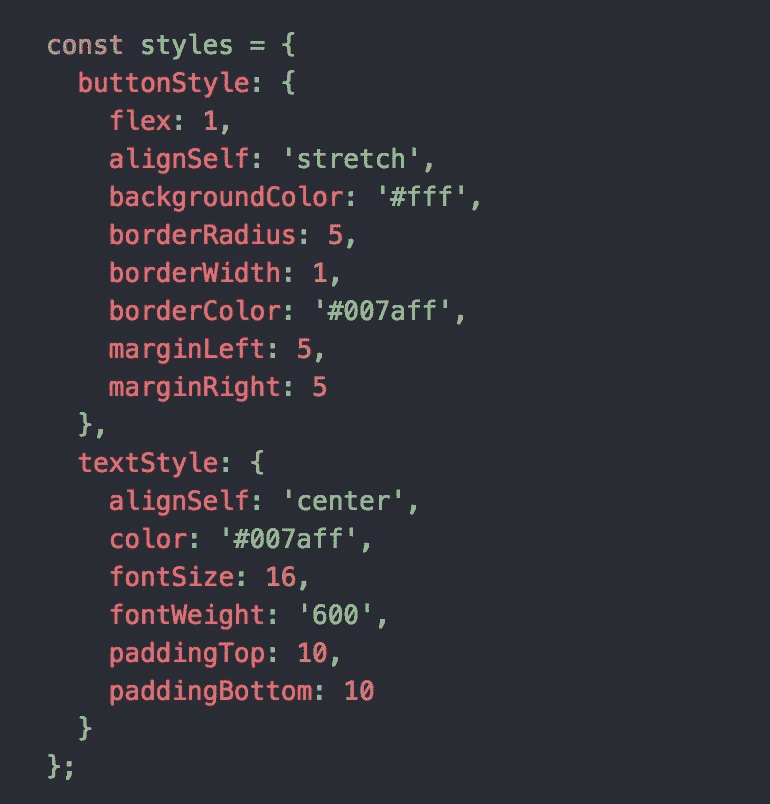 const styles = {
  buttonStyle: {
    flex: 1,
    alignSelf: 'stretch',
    backgroundColor: '#fff',
    borderRadius: 5,
    borderWidth: 1,
    borderColor: '#007aff',
    marginLeft: 5,
    marginRight: 5
  },
  textStyle: {
    alignSelf: 'center',
    color: '#007aff',
    fontSize: 16,
    fontWeight: '600',
    paddingTop: 10,
    paddingBottom: 10
  }
};